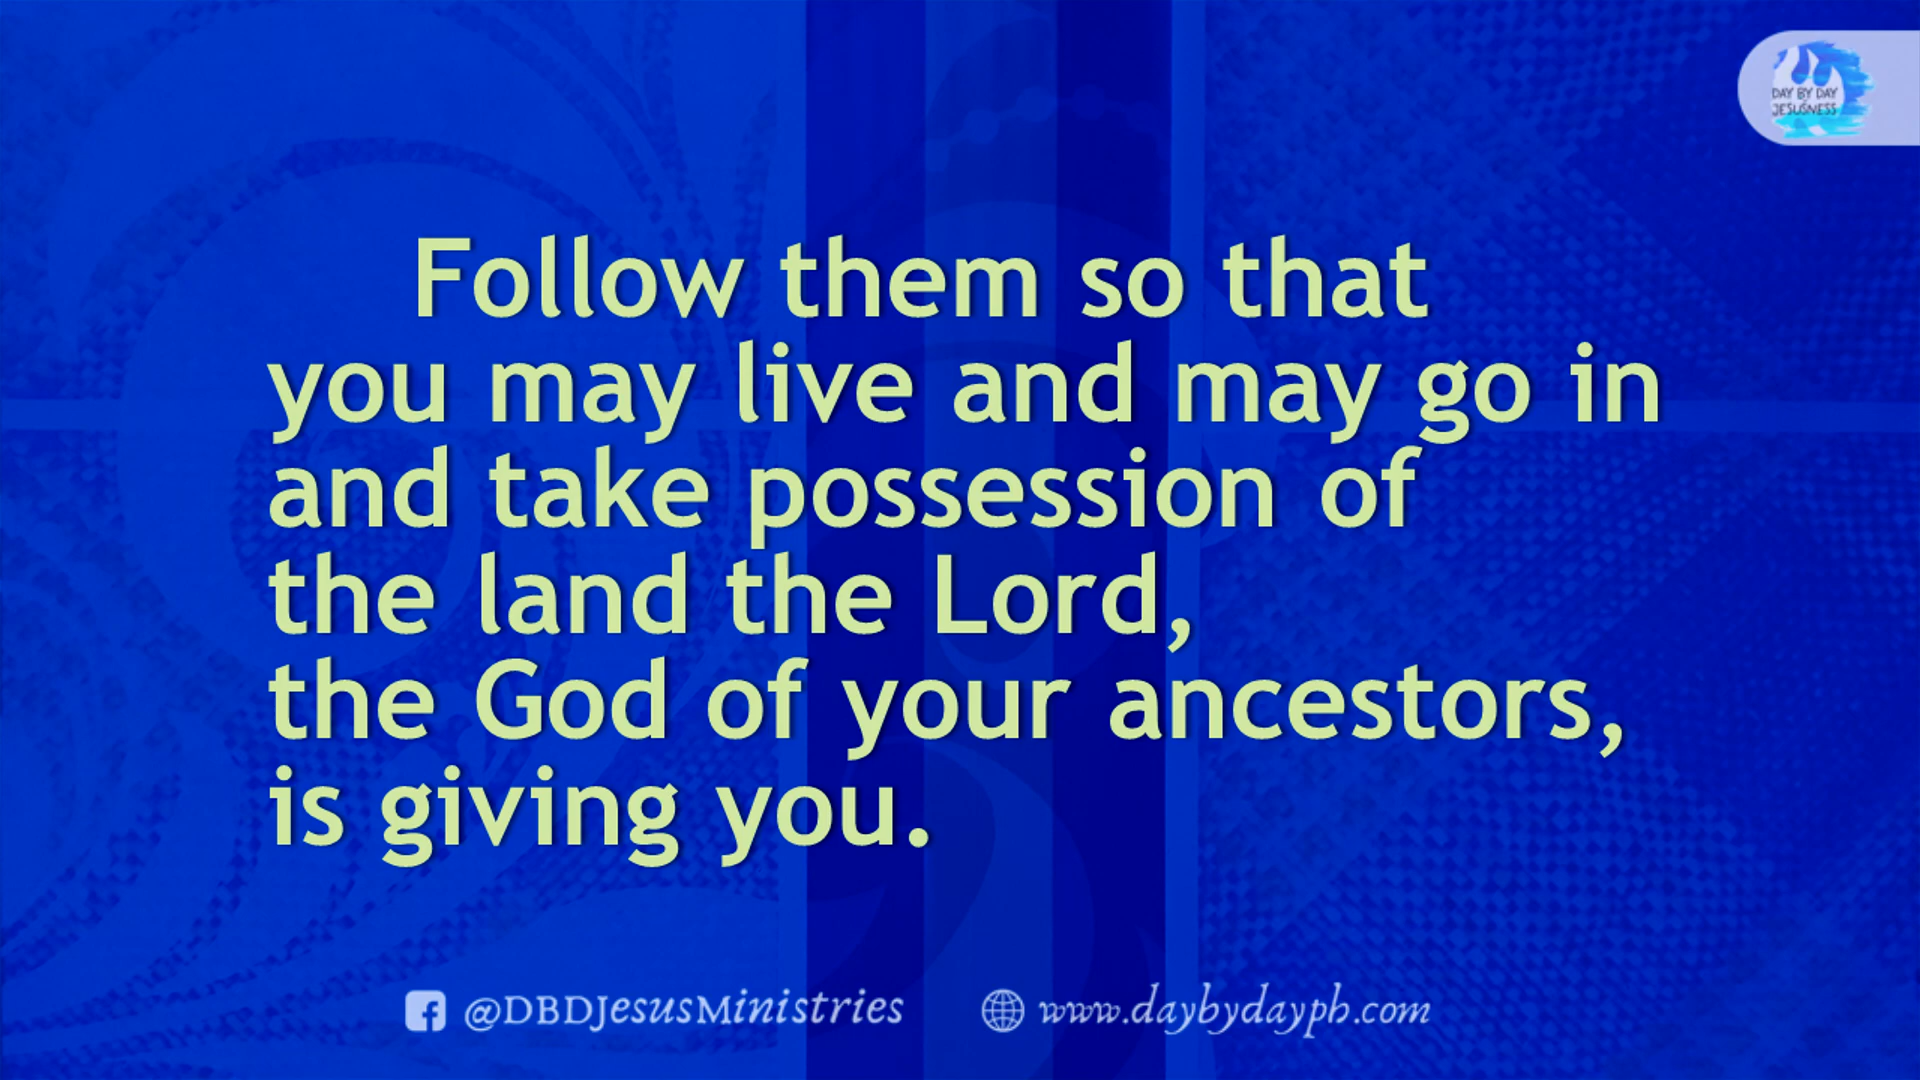 DAY BY DAY
JESUSNESS
Follow them so that
you may live and may go in
and take possession of
the land the Lord,
the God of your ancestors,
is giving you.
@DBDJesusMinistries
www.daybydayph.com